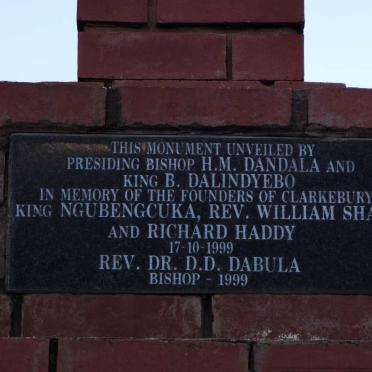 THIS MONUMENT UNVEILED BY
PRESIDING BISHOP H.M. DANDALA AND
KING B. DALINDYEBO
IN MEMORY OF THE FOUNDERS OF CLARKEBURY
KING NGUBENGCUKA, REV. WILLIAM SHA
AND RICHARD HADDY
17-10-1999
REV. DR. D.D. DABULA
BISHOP - 1999